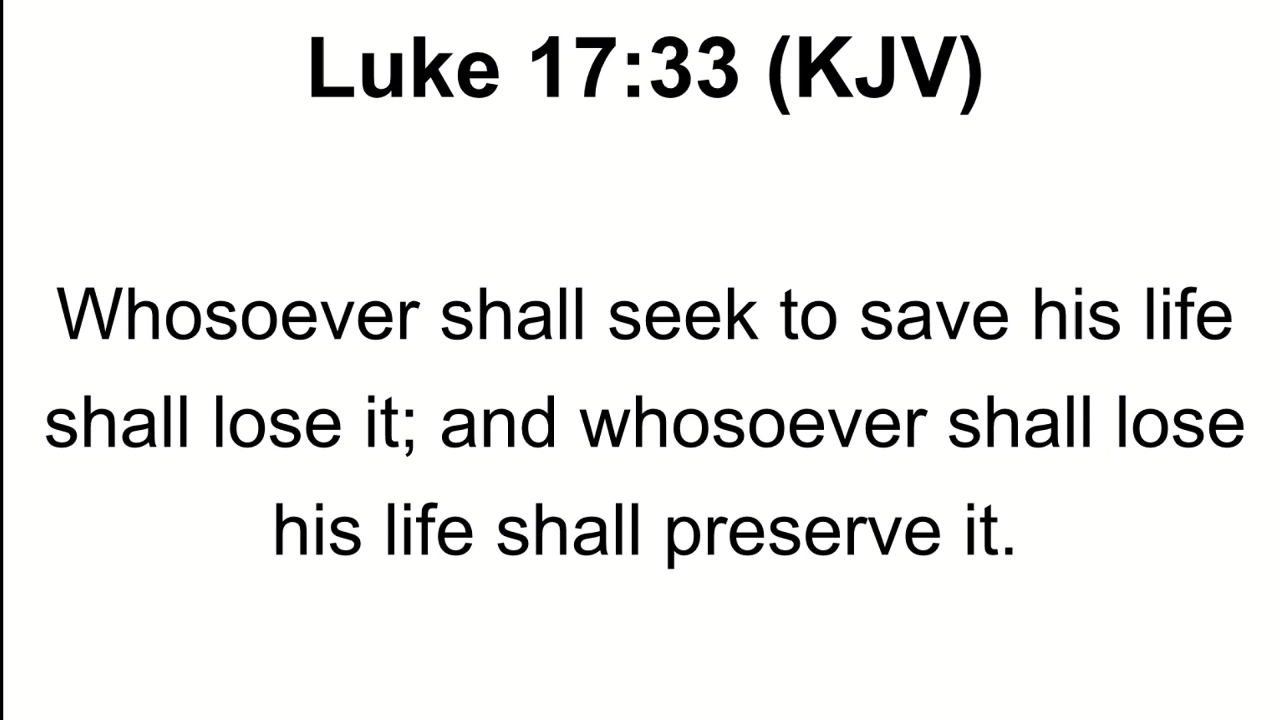 Luke 17:33 (KJV)
Whosoever shall seek to save his life
shall lose it; and whosoever shall lose
his life shall preserve it.